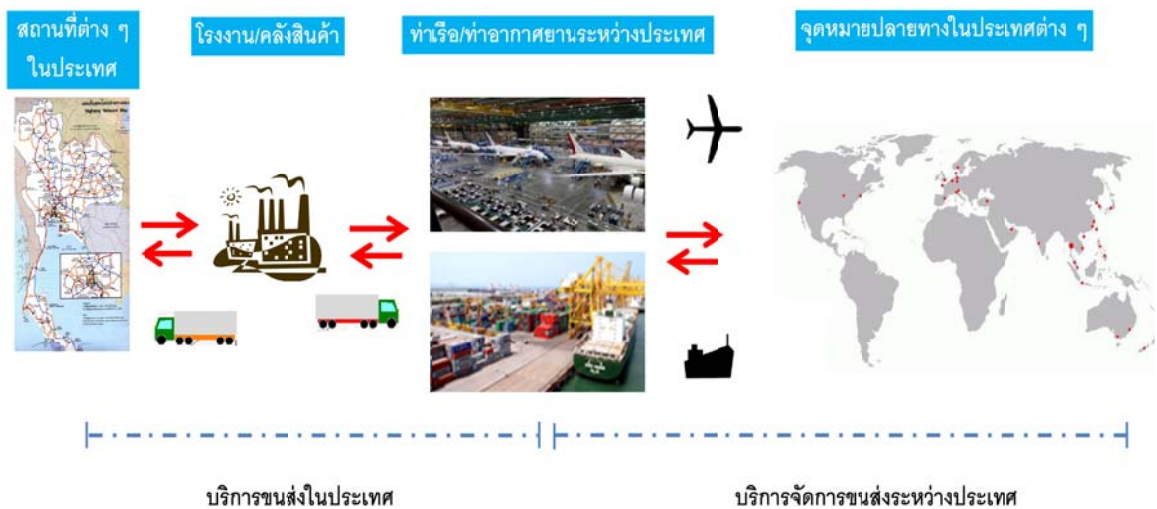 สถานที่ต่าง ๆ
ในประเทศ
โรงงาน/คลังสินค้า
ท่าเรือ/ท่าอากาศยานระหว่างประเทศ
จุดหมายปลายทางในประเทศต่าง ๆ
บริการขนส่งในประเทศ
บริการจัดการขนส่งระหว่างประเทศ